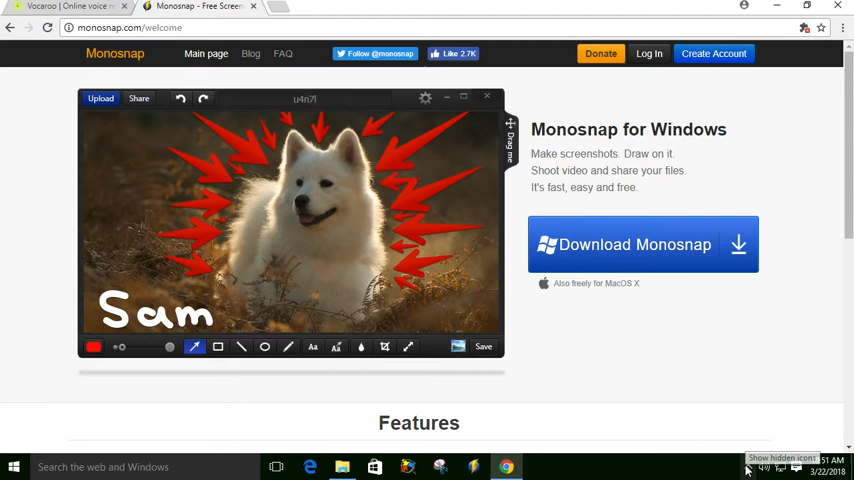 Vocaroo | Online voice re
Monosnap - Free Screen
monosnap.com/welcome
Monosnap
Main page
Blog
FAQ
Follow @monosnap
Like 2.7K
Donate
Log In
Create Account
Upload
Share
u4n7l
Drag me
Sam
Aa
Aa
Save
Monosnap for Windows
Make screenshots. Draw on it.
Shoot video and share your files.
It's fast, easy and free.
Download Monosnap
Also freely for MacOS X
Features
Show hidden icons
Search the web and Windows
:51 AM
3/22/2018